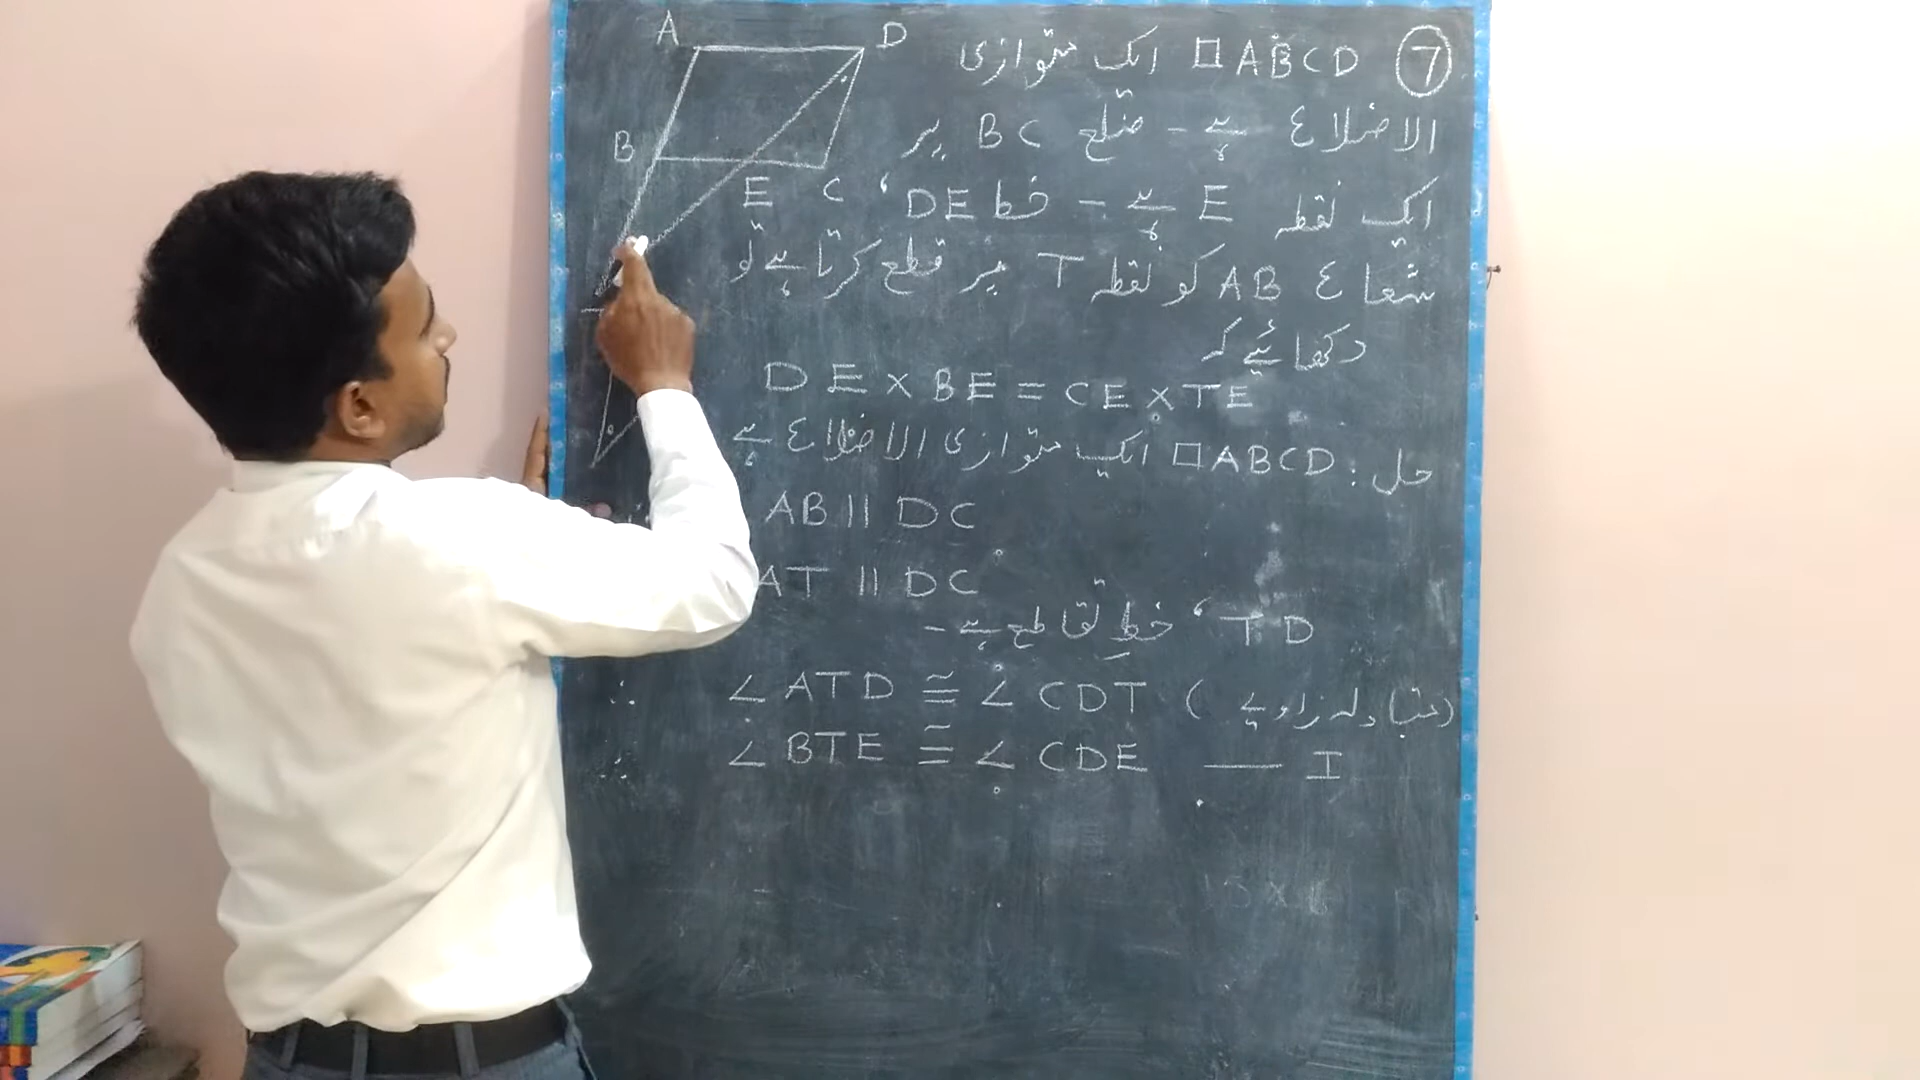 A D
B
E C
⑦ □ABCD ایک متوازی
الاضلاع ہے - ضلع BC پر
ایک نقطہ E ہے - خط DE،
شعاع AB کو نقطہ T پر قطع کرتا ہے تو
دکھائیے کہ
DE × BE = CE × TE
حل : □ABCD ایک متوازی الاضلاع ہے
AB || DC
AT || DC
TD ، خطِ تقاطع ہے -
∴ ∠ATD ≅ ∠CDT (متبادلہ زاویے)
∴ ∠BTE ≅ ∠CDE — I